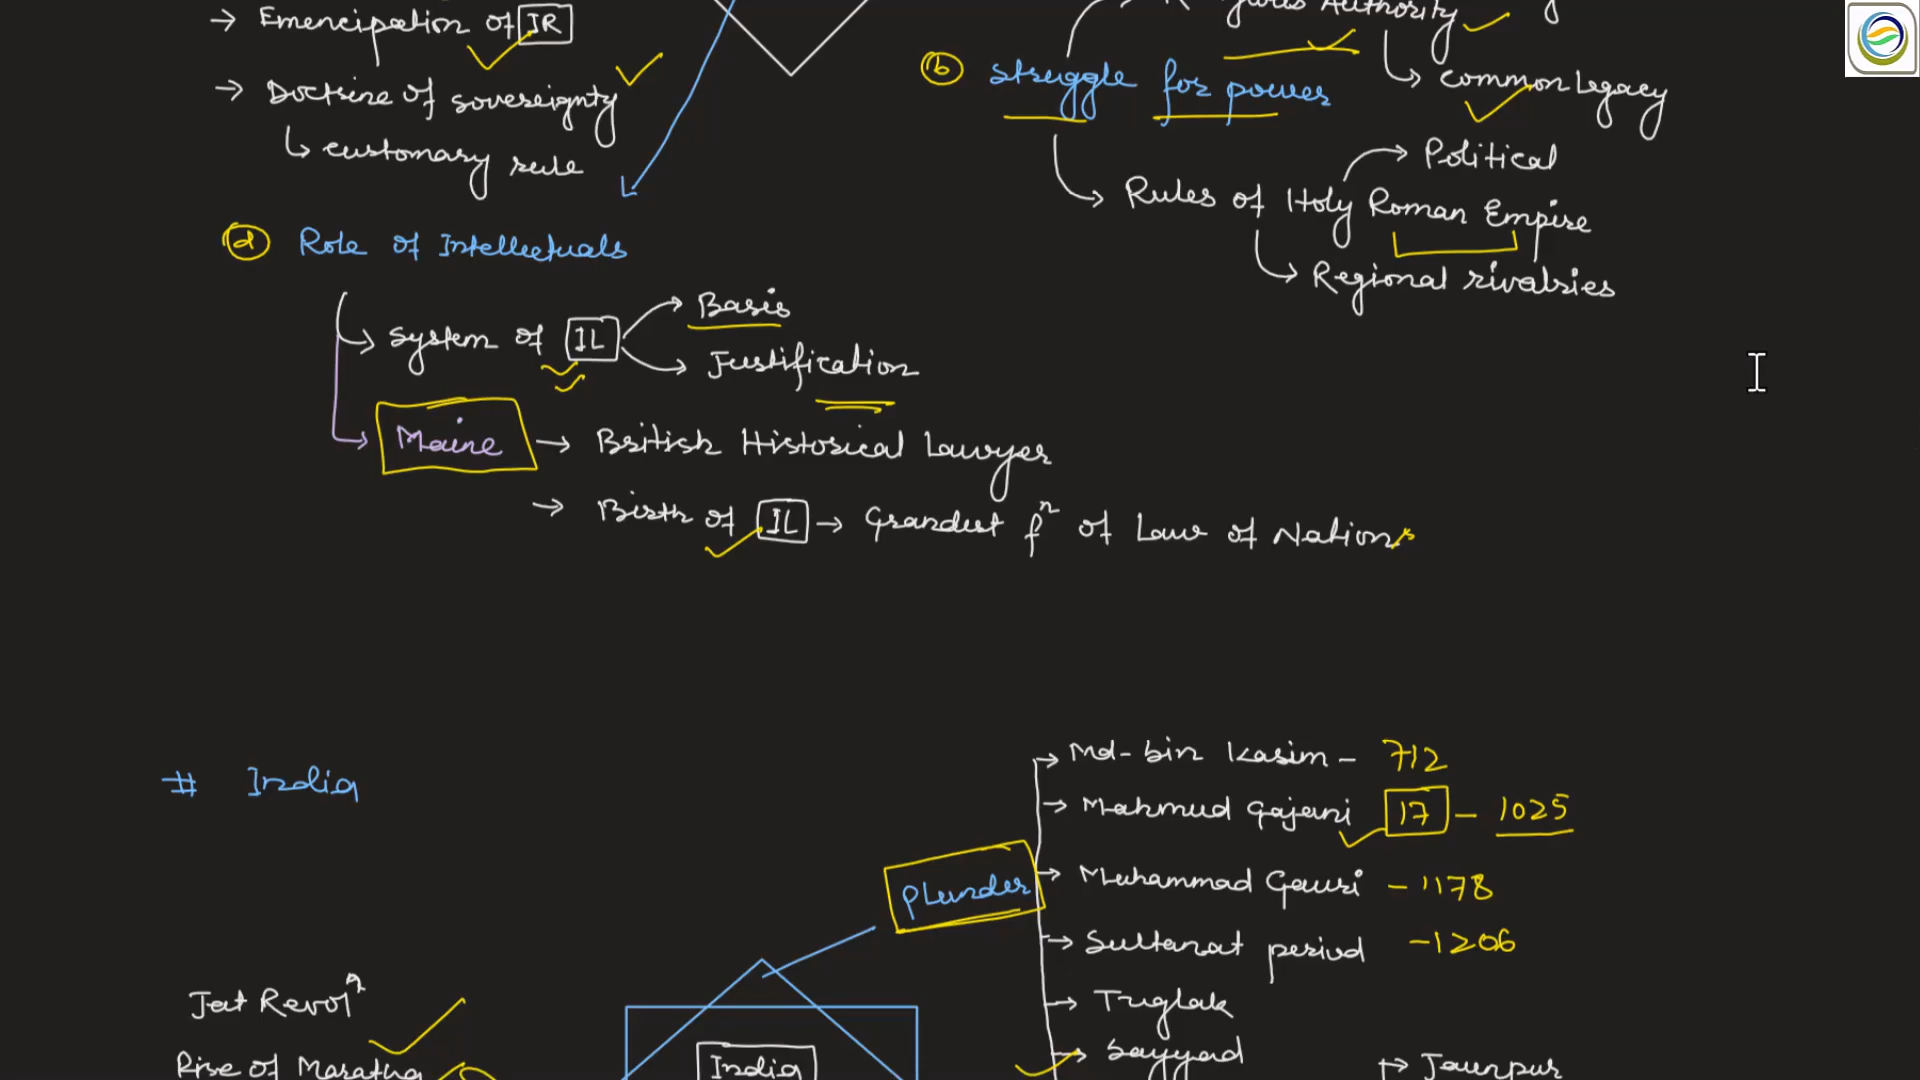 → Emencipation of IR
→ Doctrine of sovereignty
↳ customary rule
Authority
(b) struggle for power
↳ common legacy
→ Political
→ Rules of Holy Roman Empire
↳ Regional rivalries
(d) Role of Intellectuals
→ System of IL
→ Basis
→ Justification
→ Maine → British Historical Lawyer
→ Birth of IL → Grandest fⁿ of Law of Nations
# India
Plunder
→ Md-bin Kasim - 712
→ Mahmud Gajani 17 - 1025
→ Muhammad Gauri - 1178
→ Sultanat period - 1206
→ Tuglak
→ Sayyad
→ Jaunpur
Jat Revolⁿ
Rise of Maratha
India